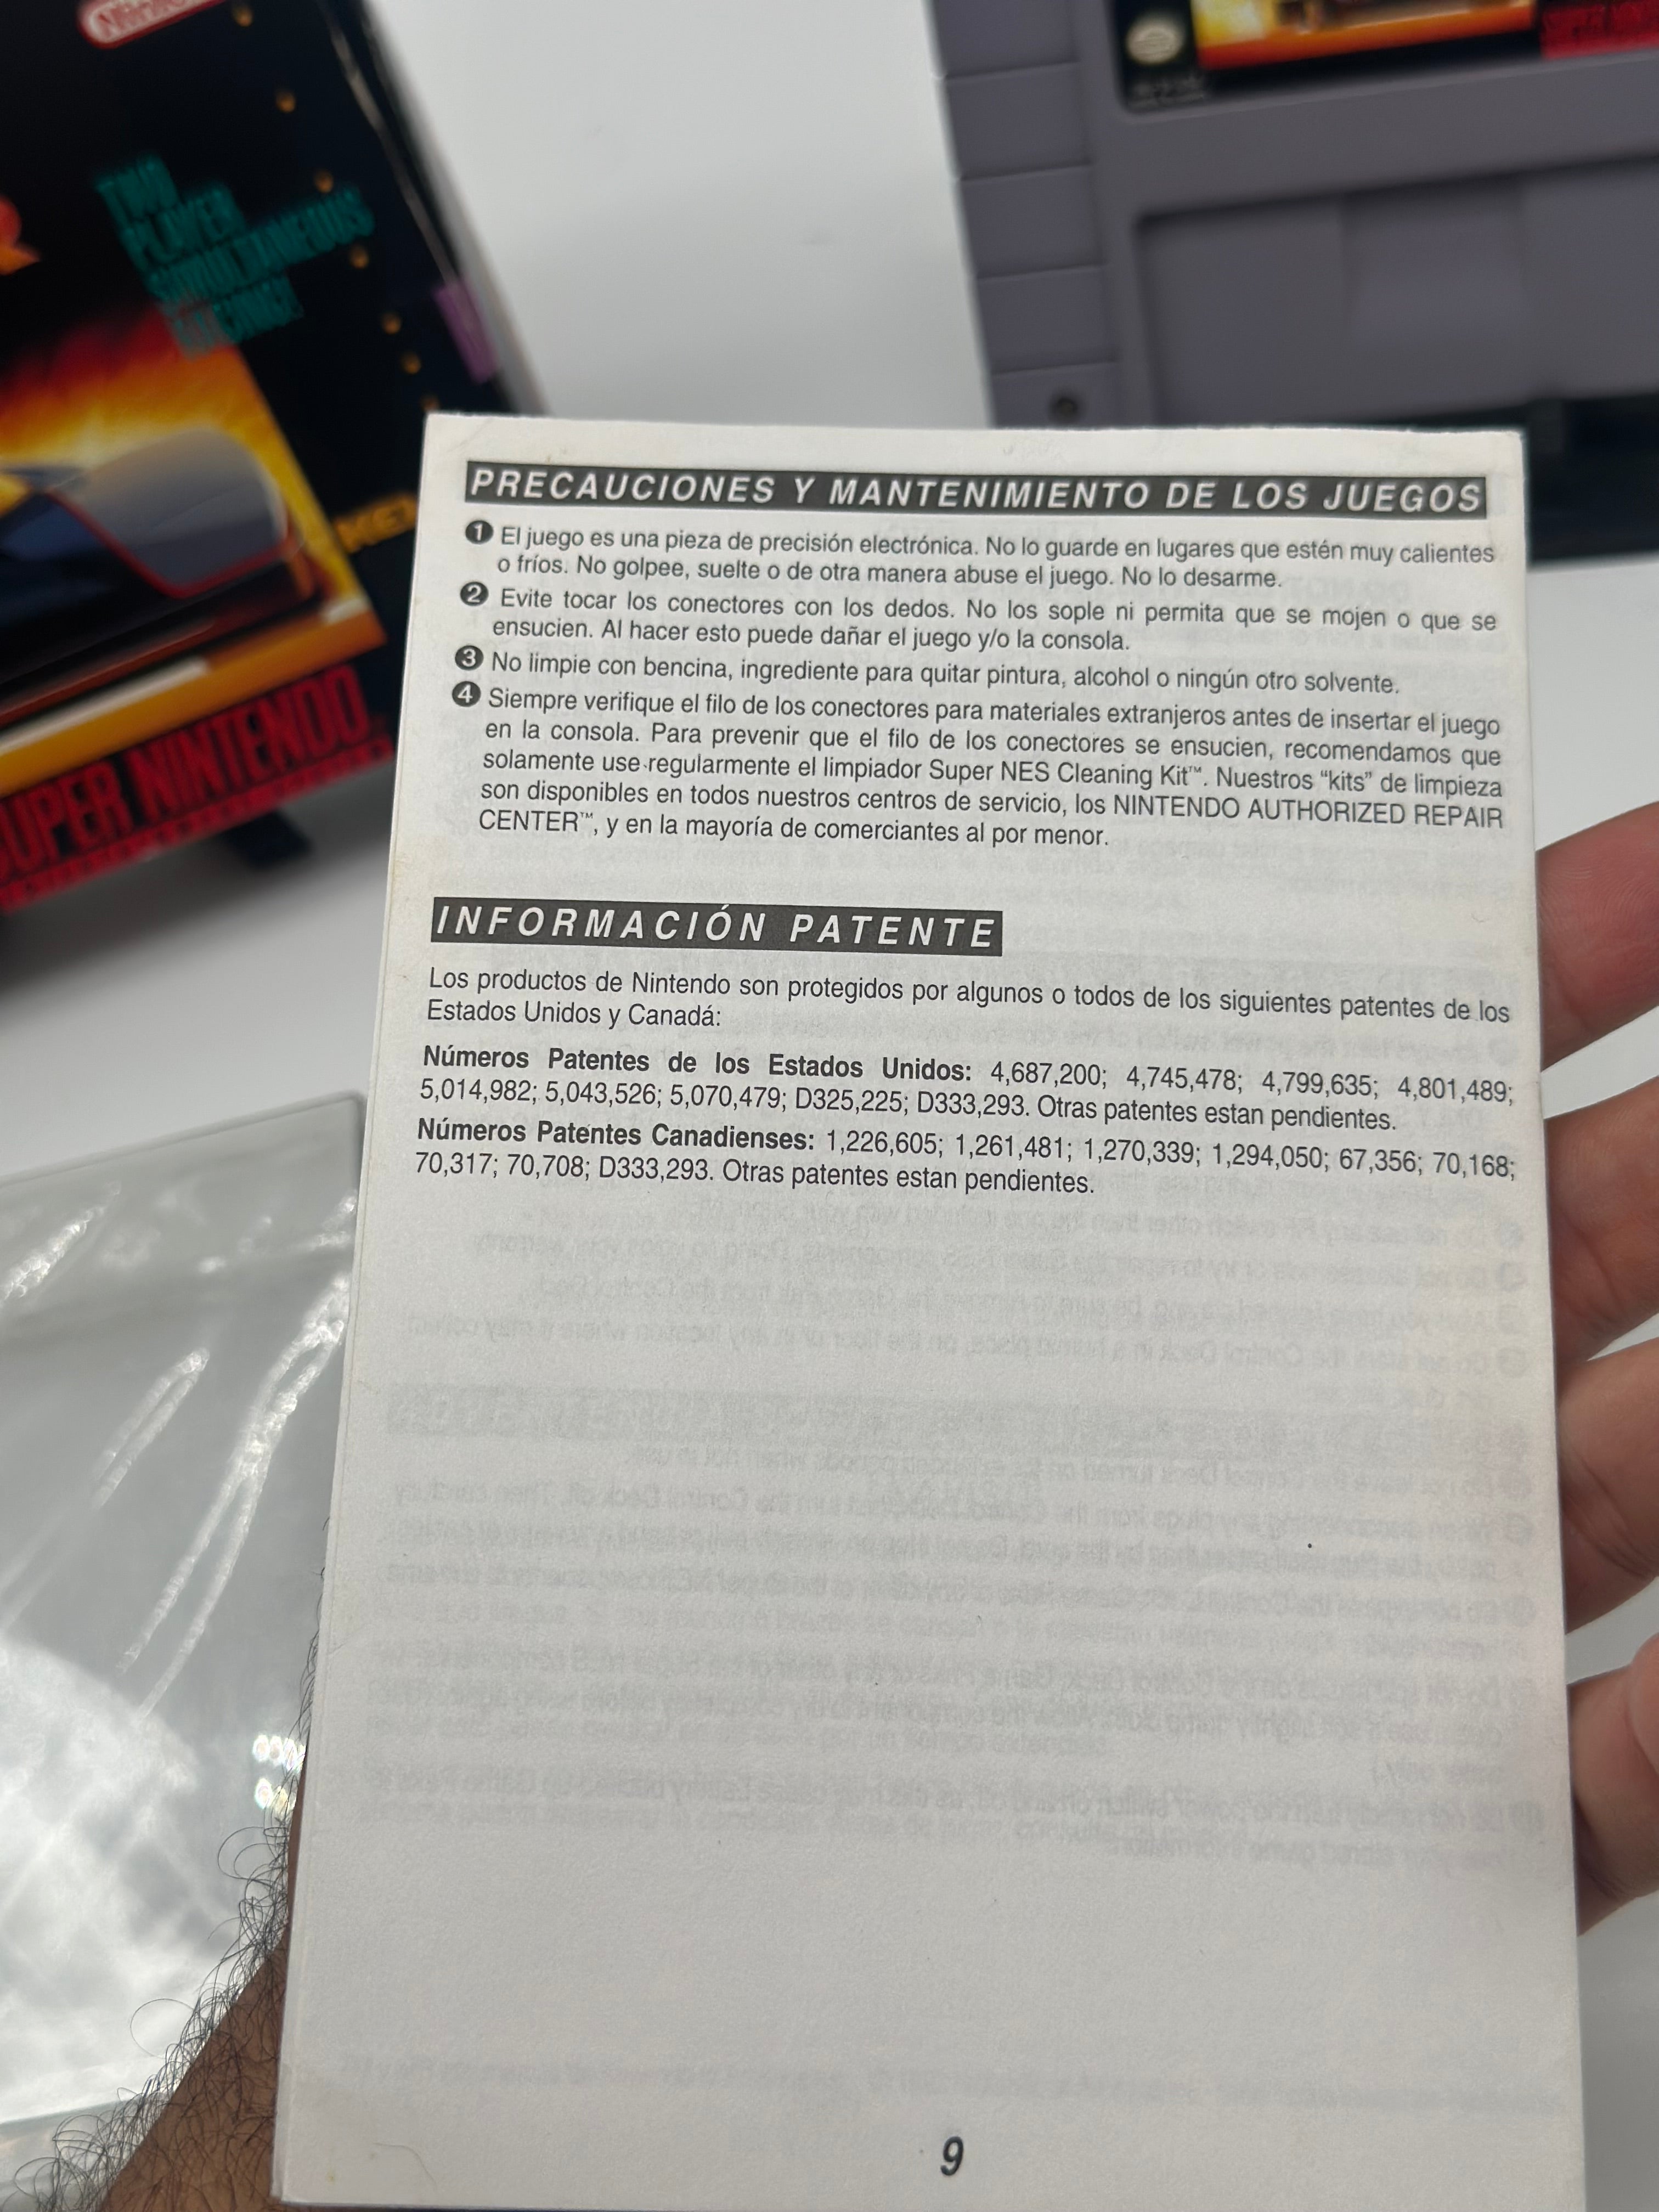 Nintendo
TWO
PLAYER
SIMULTANEOUS
RACING!
KEM
SUPER NINTENDO
PRECAUCIONES Y MANTENIMIENTO DE LOS JUEGOS
1 El juego es una pieza de precisión electrónica. No lo guarde en lugares que estén muy calientes
o fríos. No golpee, suelte o de otra manera abuse el juego. No lo desarme.
2 Evite tocar los conectores con los dedos. No los sople ni permita que se mojen o que se
ensucien. Al hacer esto puede dañar el juego y/o la consola.
3 No limpie con bencina, ingrediente para quitar pintura, alcohol o ningún otro solvente.
4 Siempre verifique el filo de los conectores para materiales extranjeros antes de insertar el juego
en la consola. Para prevenir que el filo de los conectores se ensucien, recomendamos que
solamente use regularmente el limpiador Super NES Cleaning Kit™. Nuestros “kits” de limpieza
son disponibles en todos nuestros centros de servicio, los NINTENDO AUTHORIZED REPAIR
CENTER™, y en la mayoría de comerciantes al por menor.
INFORMACIÓN PATENTE
Los productos de Nintendo son protegidos por algunos o todos de los siguientes patentes de los
Estados Unidos y Canadá:
Números Patentes de los Estados Unidos: 4,687,200; 4,745,478; 4,799,635; 4,801,489;
5,014,982; 5,043,526; 5,070,479; D325,225; D333,293. Otras patentes estan pendientes.
Números Patentes Canadienses: 1,226,605; 1,261,481; 1,270,339; 1,294,050; 67,356; 70,168;
70,317; 70,708; D333,293. Otras patentes estan pendientes.
9